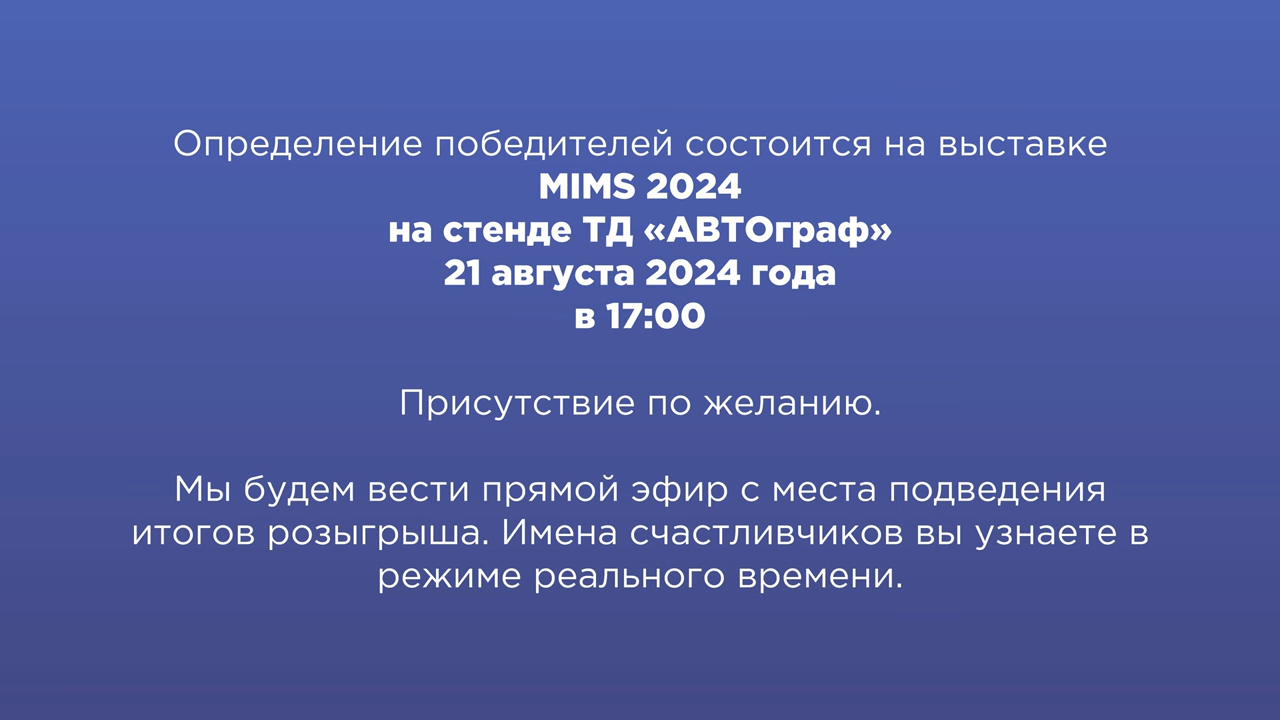 Определение победителей состоится на выставке
MIMS 2024
на стенде ТД «АВТОграф»
21 августа 2024 года
в 17:00
Присутствие по желанию.
Мы будем вести прямой эфир с места подведения
итогов розыгрыша. Имена счастливчиков вы узнаете в
режиме реального времени.